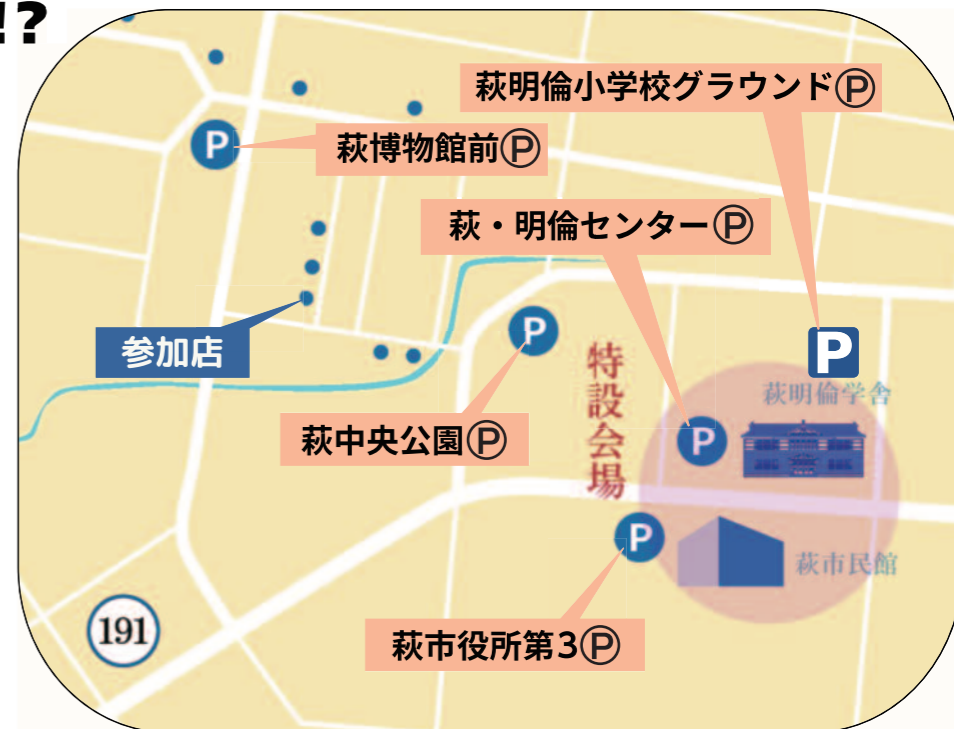 !?
萩明倫小学校グラウンドⓅ
P
萩博物館前Ⓟ
萩・明倫センターⓅ
参加店
P
P
特設会場
萩明倫学舎
萩中央公園Ⓟ
P
P
萩市民館
191
萩市役所第3Ⓟ